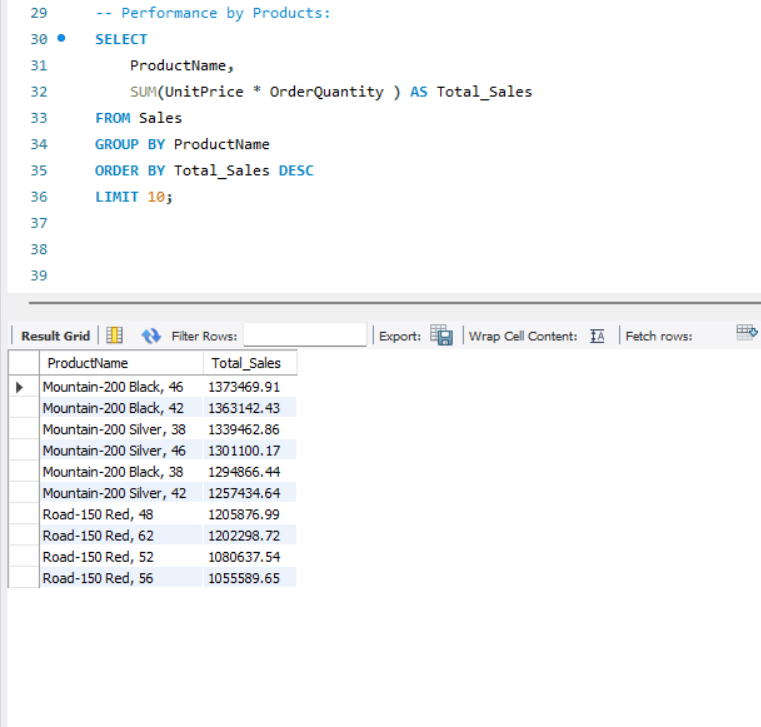 29 -- Performance by Products:
30 SELECT
31 ProductName,
32 SUM(UnitPrice * OrderQuantity ) AS Total_Sales
33 FROM Sales
34 GROUP BY ProductName
35 ORDER BY Total_Sales DESC
36 LIMIT 10;
37
38
39
Result Grid Filter Rows: Export: Wrap Cell Content: IA Fetch rows:
ProductName Total_Sales
Mountain-200 Black, 46 1373469.91
Mountain-200 Black, 42 1363142.43
Mountain-200 Silver, 38 1339462.86
Mountain-200 Silver, 46 1301100.17
Mountain-200 Black, 38 1294866.44
Mountain-200 Silver, 42 1257434.64
Road-150 Red, 48 1205876.99
Road-150 Red, 62 1202298.72
Road-150 Red, 52 1080637.54
Road-150 Red, 56 1055589.65